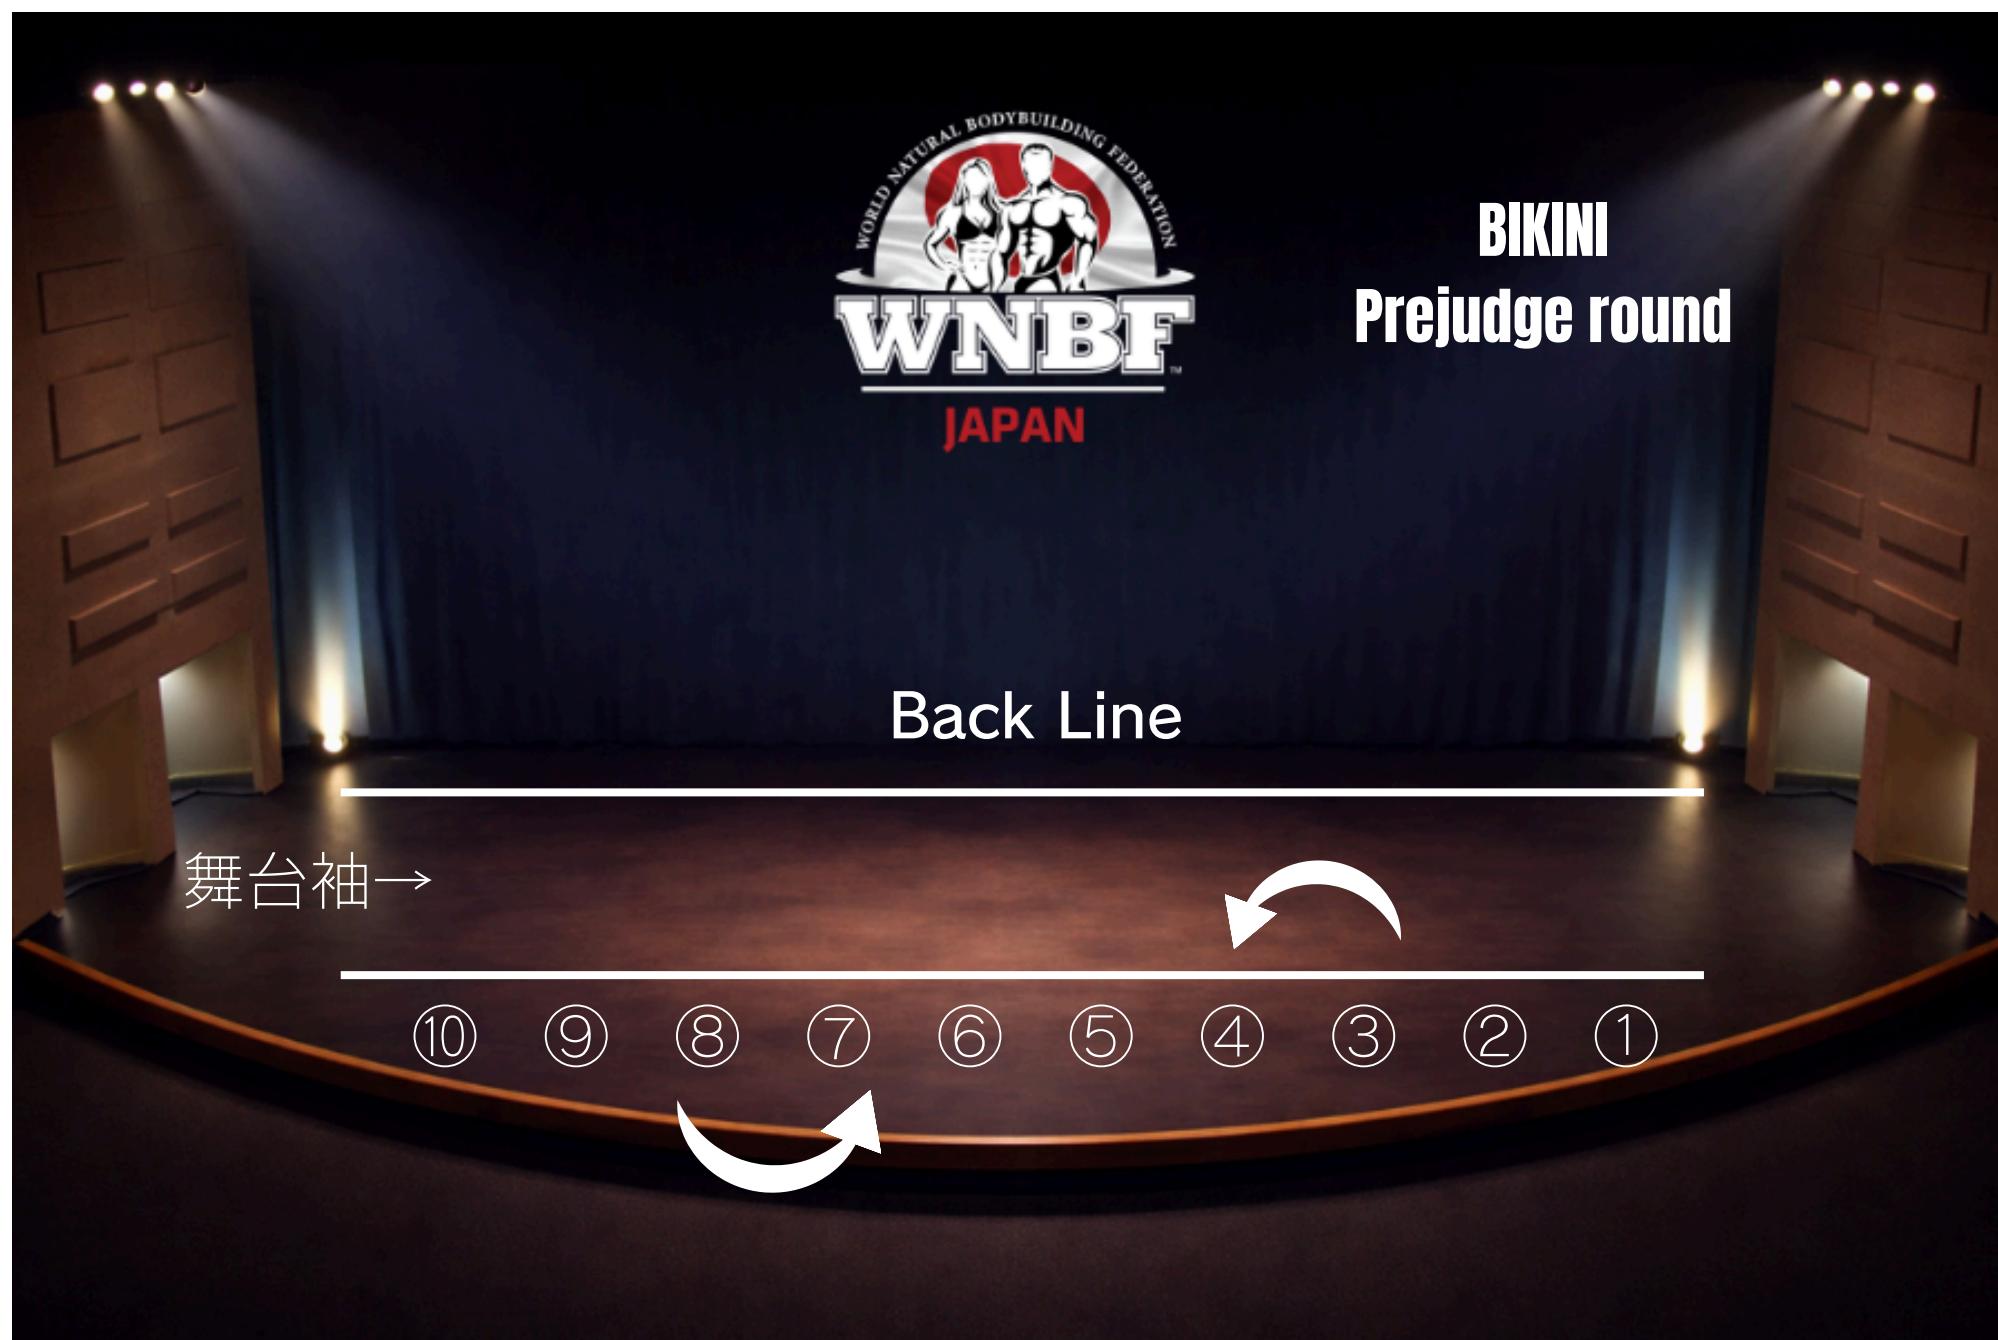 WORLD NATURAL BODYBUILDING FEDERATION
WNBF™
JAPAN
BIKINI
Prejudge round
Back Line
舞台袖→
⑩ ⑨ ⑧ ⑦ ⑥ ⑤ ④ ③ ② ①